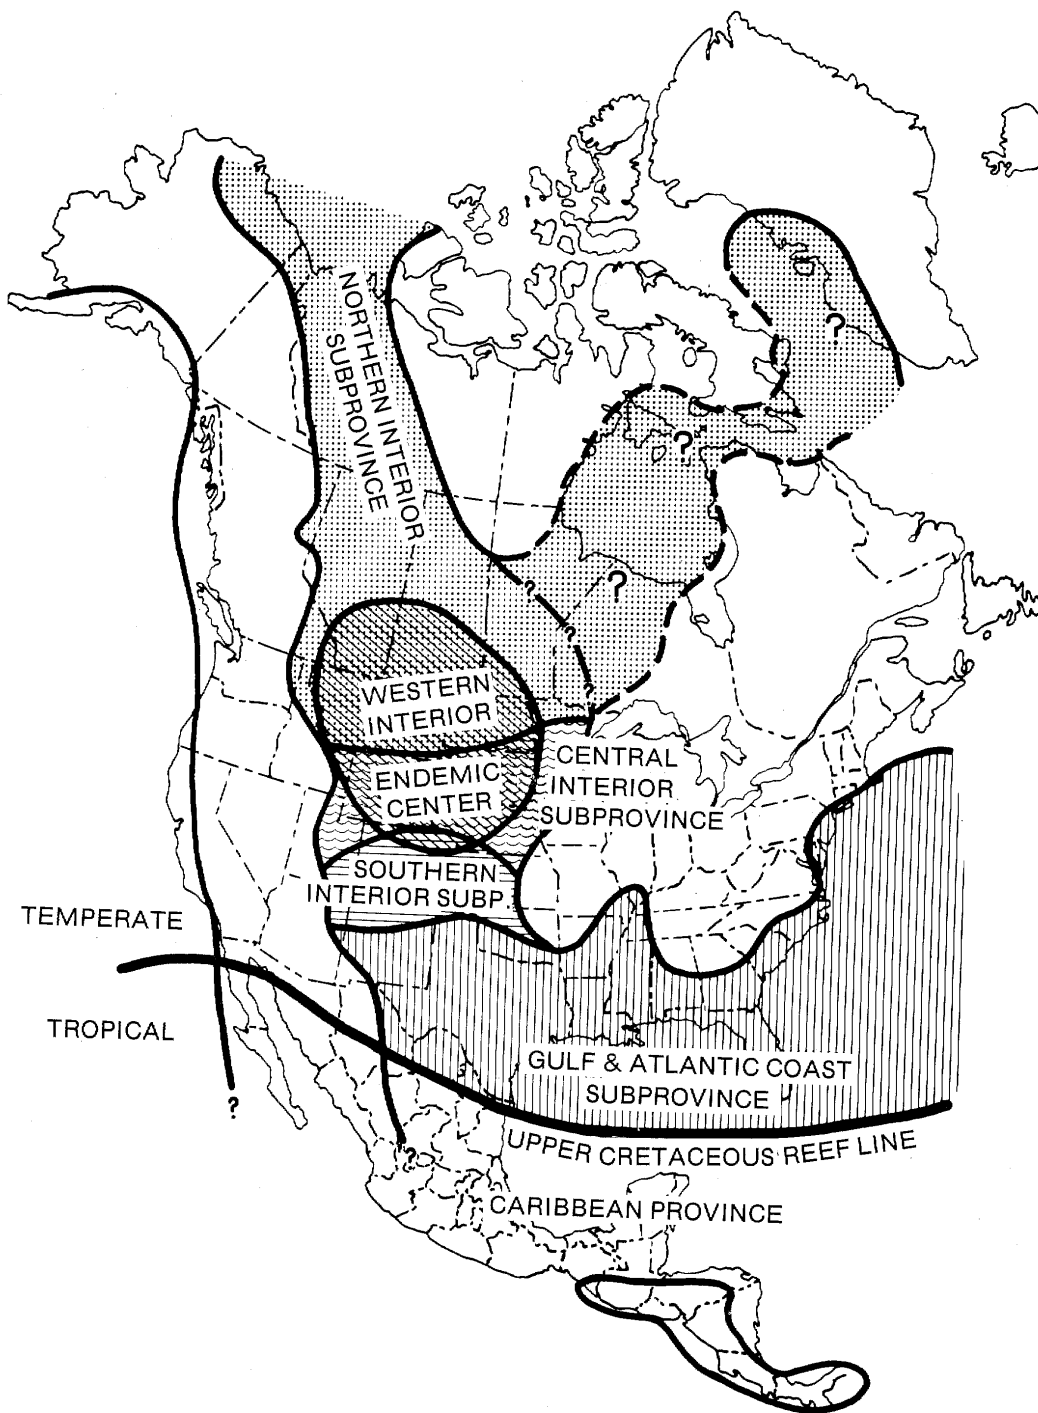 NORTHERN INTERIOR
SUBPROVINCE
?
?
?
?
?
?
WESTERN
INTERIOR
ENDEMIC
CENTER
CENTRAL
INTERIOR
SUBPROVINCE
SOUTHERN
INTERIOR SUBP.
TEMPERATE
TROPICAL
GULF & ATLANTIC COAST
SUBPROVINCE
?
UPPER CRETACEOUS REEF LINE
?
CARIBBEAN PROVINCE